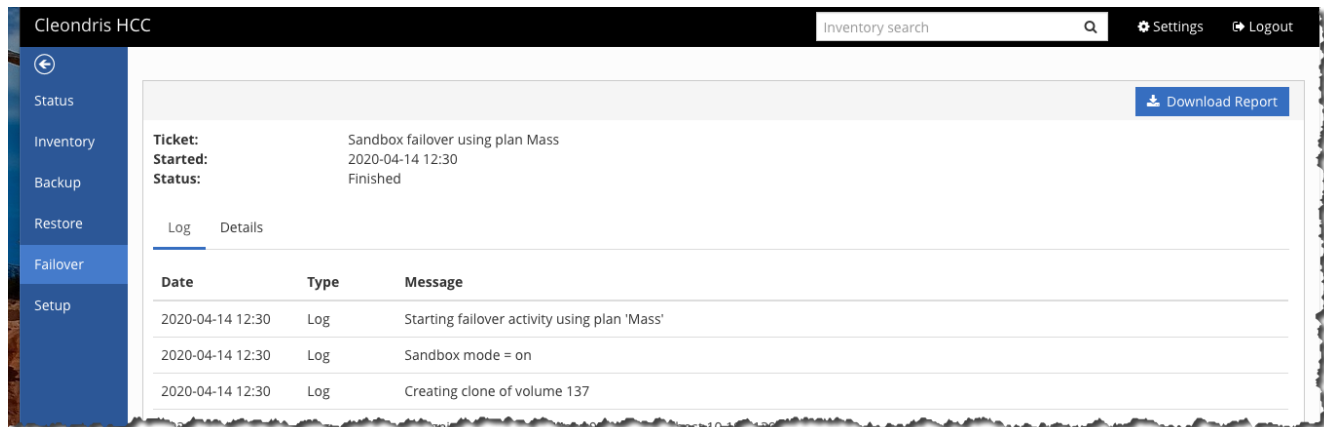 Cleondris HCC
Inventory search
Settings
Logout
Status
Inventory
Backup
Restore
Failover
Setup
Download Report
Ticket: Sandbox failover using plan Mass
Started: 2020-04-14 12:30
Status: Finished
Log Details
Date Type Message
2020-04-14 12:30 Log Starting failover activity using plan 'Mass'
2020-04-14 12:30 Log Sandbox mode = on
2020-04-14 12:30 Log Creating clone of volume 137